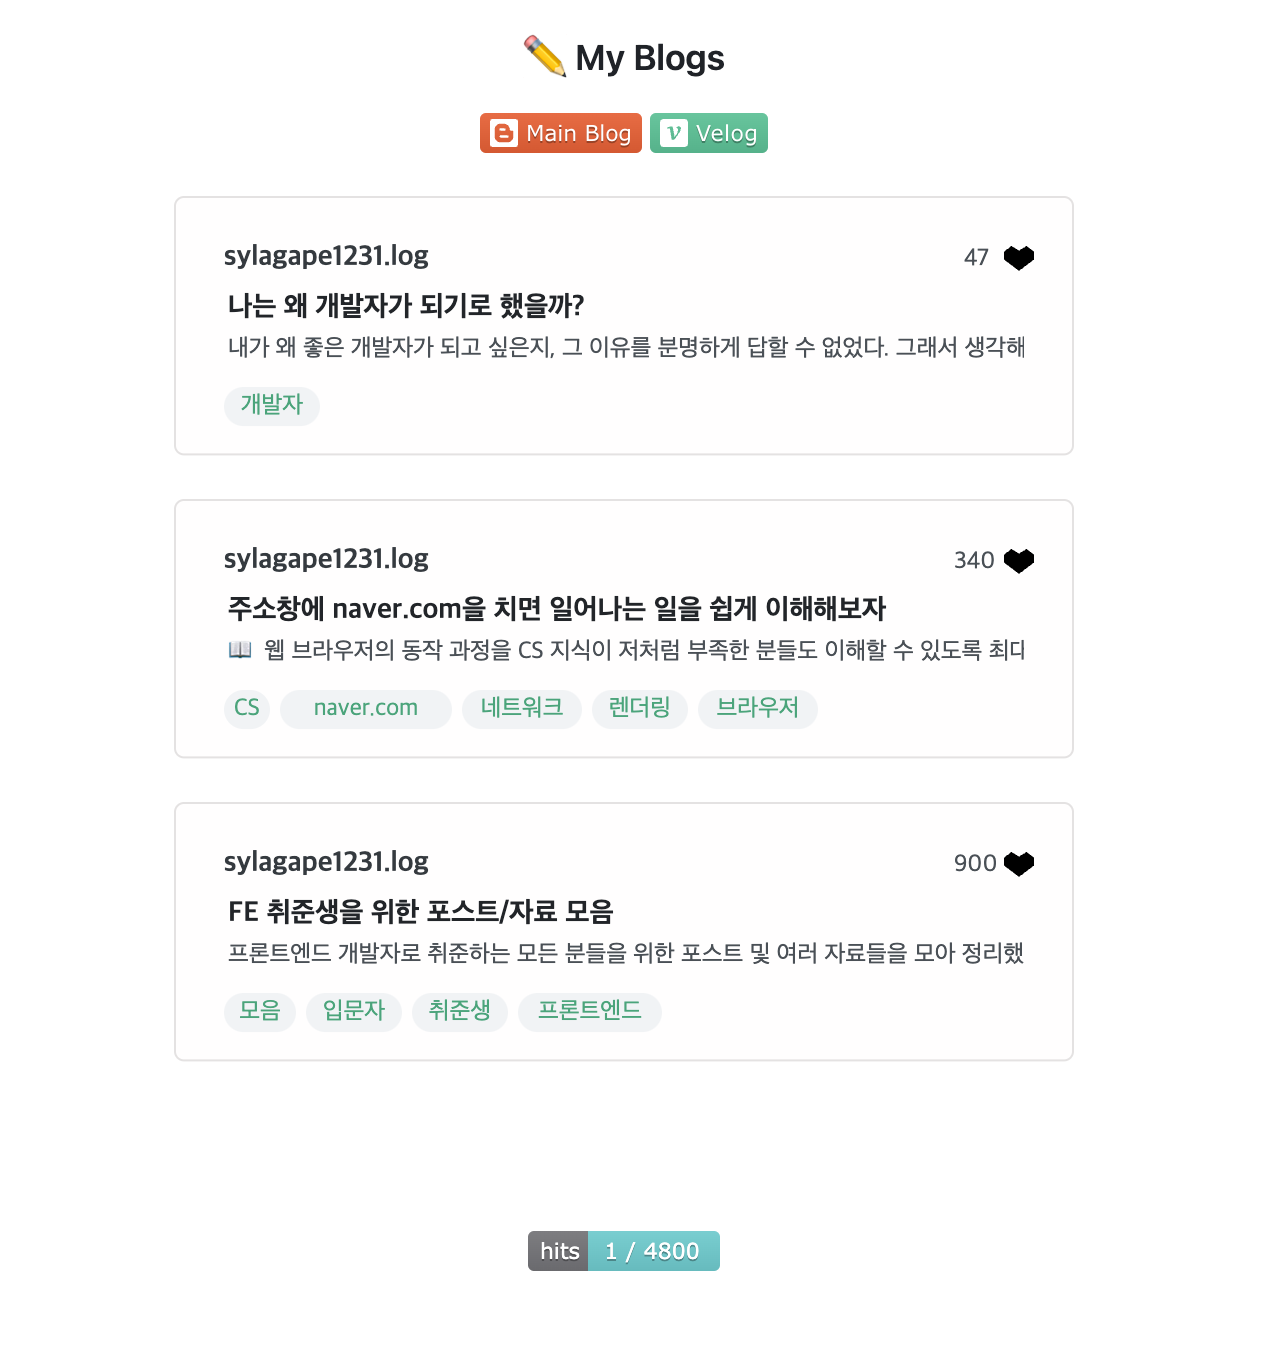 My Blogs
Main Blog
Velog
sylagape1231.log
47
나는 왜 개발자가 되기로 했을까?
내가 왜 좋은 개발자가 되고 싶은지, 그 이유를 분명하게 답할 수 없었다. 그래서 생각해
개발자
sylagape1231.log
340
주소창에 naver.com을 치면 일어나는 일을 쉽게 이해해보자
📖 웹 브라우저의 동작 과정을 CS 지식이 저처럼 부족한 분들도 이해할 수 있도록 최
CS naver.com 네트워크 렌더링 브라우저
sylagape1231.log
900
FE 취준생을 위한 포스트/자료 모음
프론트엔드 개발자로 취준하는 모든 분들을 위한 포스트 및 여러 자료들을 모아 정리했
모음 입문자 취준생 프론트엔드
hits 1 / 4800